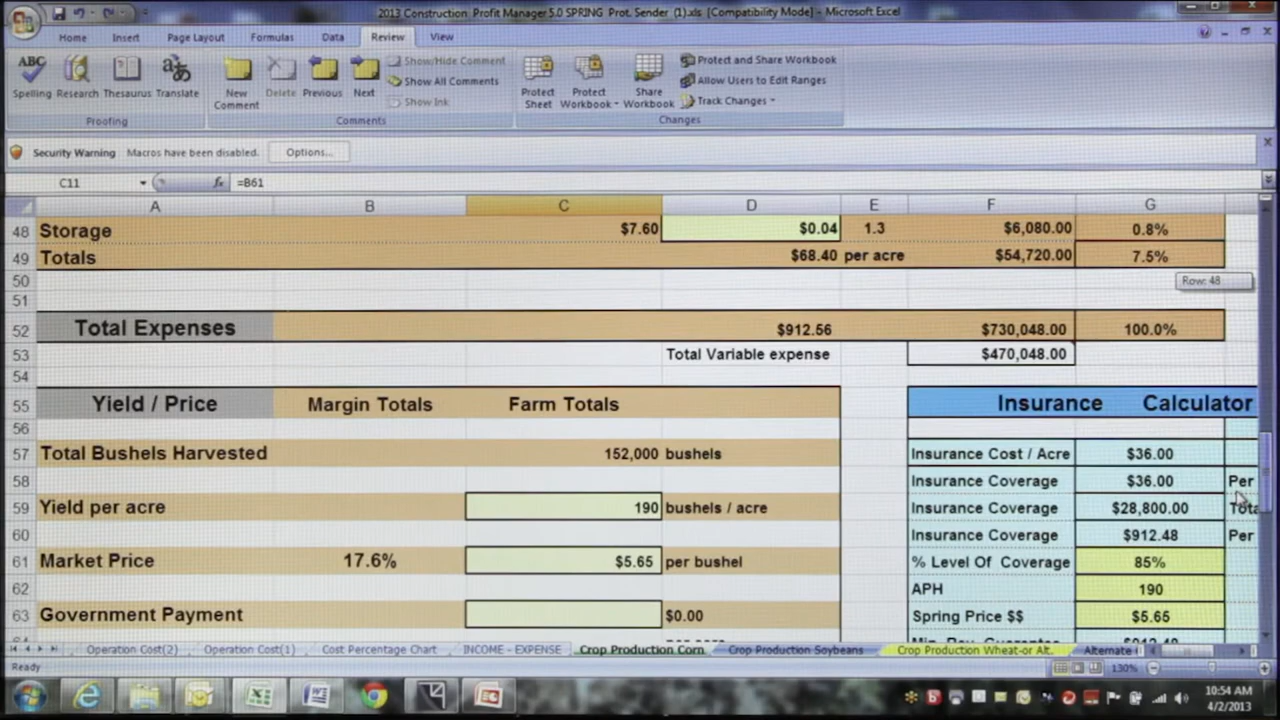 2013 Construction Profit Manager 5.0 SPRING Prot. Sender (1).xls [Compatibility Mode] - Microsoft Excel
Home Insert Page Layout Formulas Data Review View
ABC
Spelling Research Thesaurus Translate
Proofing
New Comment Delete Previous Next
Show/Hide Comment
Show All Comments
Show Ink
Comments
Protect Sheet Protect Workbook Share Workbook
Protect and Share Workbook
Allow Users to Edit Ranges
Track Changes
Changes
Security Warning Macros have been disabled. Options...
C11 fx =B61
A B C D E F G
48 Storage $7.60 $0.04 1.3 $6,080.00 0.8%
49 Totals $68.40 per acre $54,720.00 7.5%
50 Row: 48
51
52 Total Expenses $912.56 $730,048.00 100.0%
53 Total Variable expense $470,048.00
54
55 Yield / Price Margin Totals Farm Totals Insurance Calculator
56
57 Total Bushels Harvested 152,000 bushels Insurance Cost / Acre $36.00
58 Insurance Coverage $36.00 Per
59 Yield per acre 190 bushels / acre Insurance Coverage $28,800.00
60 Insurance Coverage $912.48 Per
61 Market Price 17.6% $5.65 per bushel % Level Of Coverage 85%
62 APH 190
63 Government Payment $0.00 Spring Price $$ $5.65
Operation Cost(2) Operation Cost(1) Cost Percentage Chart INCOME - EXPENSE Crop Production Corn Crop Production Soybeans Crop Production Wheat-or Alt. Alternate
Ready 130%
10:54 AM
4/2/2013